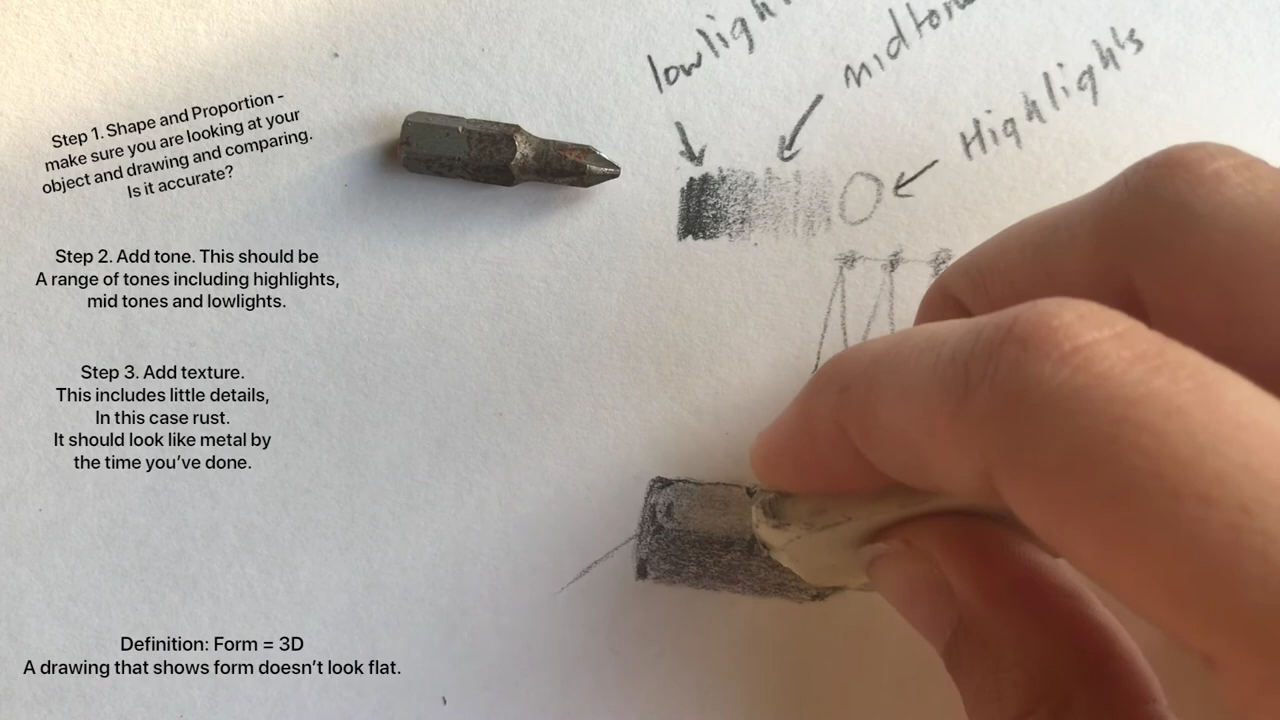 Step 1. Shape and Proportion -
make sure you are looking at your
object and drawing and comparing.
Is it accurate?
Step 2. Add tone. This should be
A range of tones including highlights,
mid tones and lowlights.
Step 3. Add texture.
This includes little details,
In this case rust.
It should look like metal by
the time you've done.
Definition: Form = 3D
A drawing that shows form doesn't look flat.
Highlights